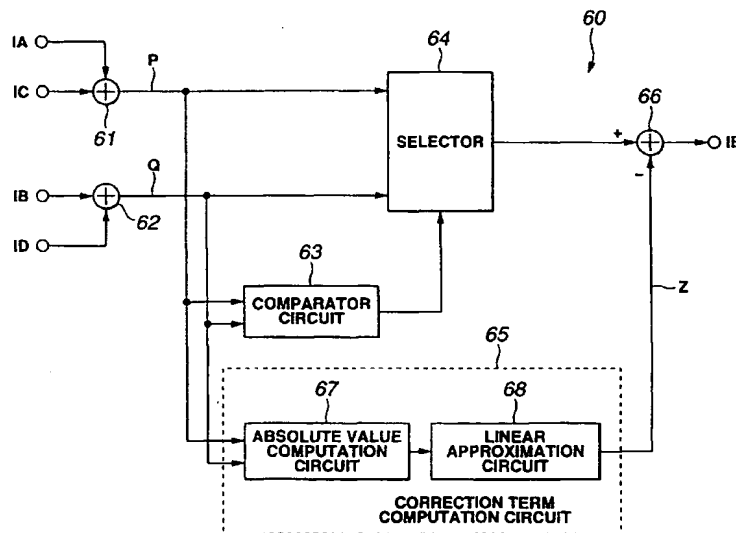 60
64
IA
P
IC
61
SELECTOR
66
+
IE
-
Q
IB
62
ID
63
COMPARATOR
CIRCUIT
Z
65
67
68
ABSOLUTE VALUE
COMPUTATION
CIRCUIT
LINEAR
APPROXIMATION
CIRCUIT
CORRECTION TERM
COMPUTATION CIRCUIT